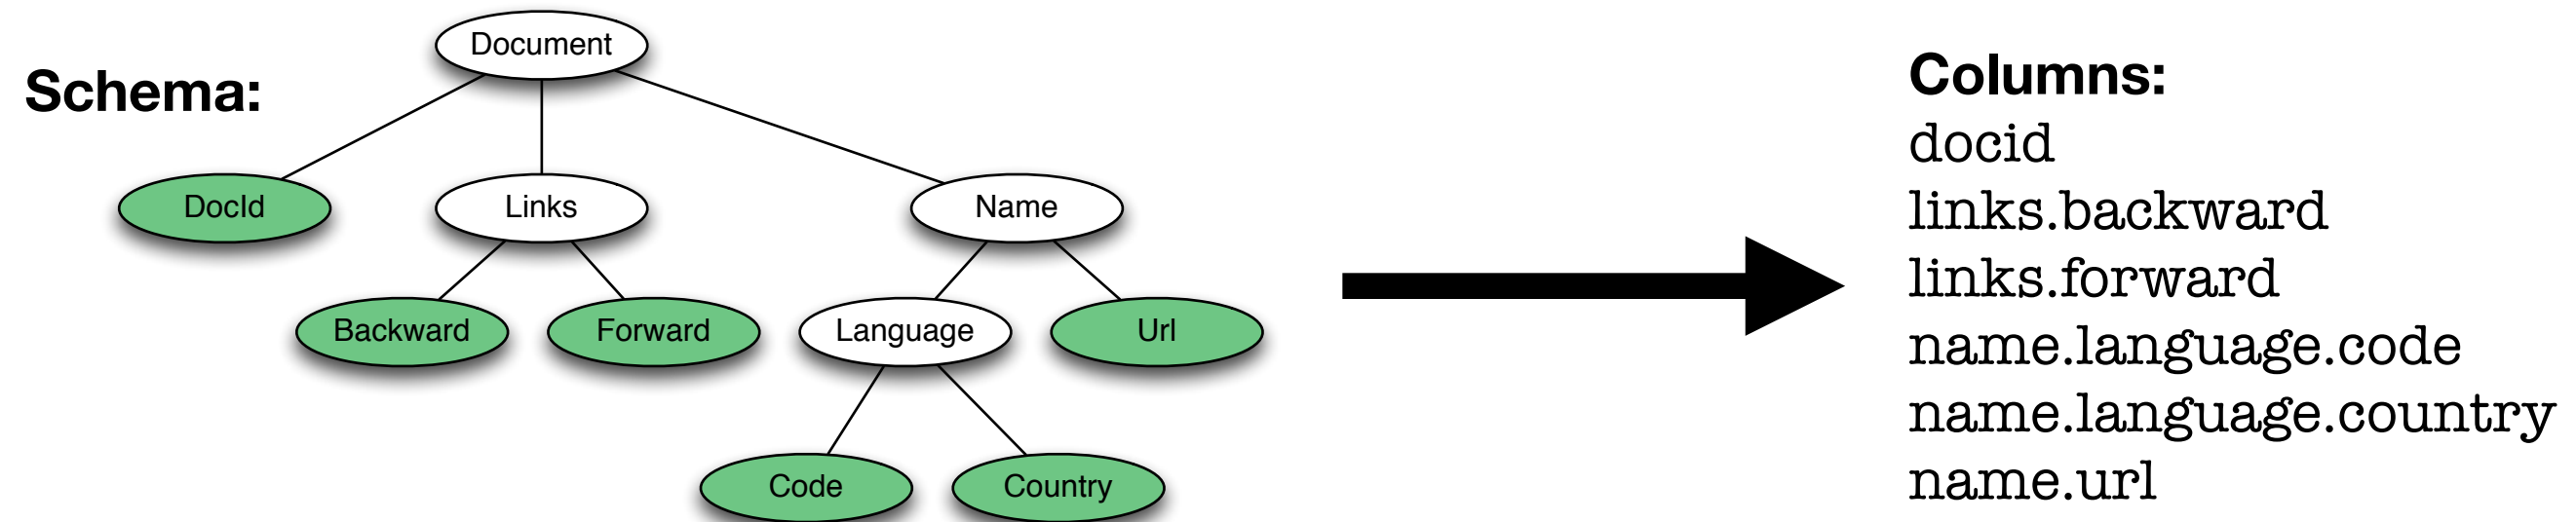 Schema:
Document
DocId
Links
Name
Backward
Forward
Language
Url
Code
Country
Columns:
docid
links.backward
links.forward
name.language.code
name.language.country
name.url